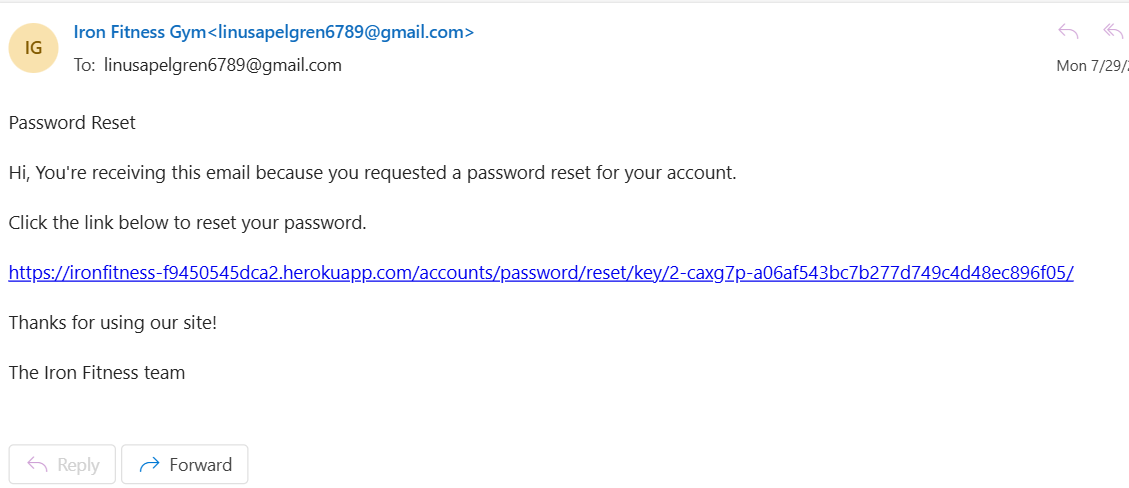 Iron Fitness Gym<linusapelgren6789@gmail.com>
IG
To: linusapelgren6789@gmail.com
Mon 7/29/
Password Reset
Hi, You're receiving this email because you requested a password reset for your account.
Click the link below to reset your password.
https://ironfitness-f9450545dca2.herokuapp.com/accounts/password/reset/key/2-caxg7p-a06af543bc7b277d749c4d48ec896f05/
Thanks for using our site!
The Iron Fitness team
Reply
Forward